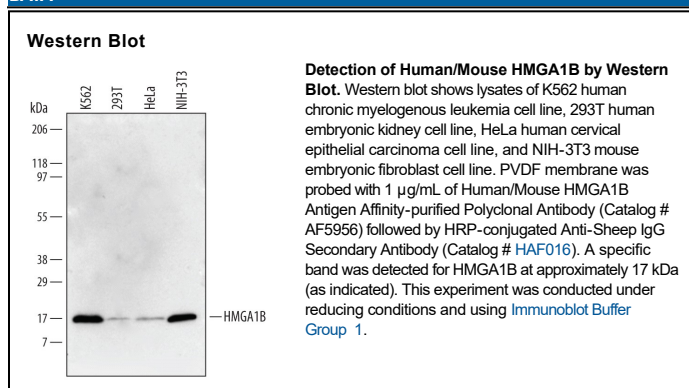 Western Blot
K562
293T
HeLa
NIH-3T3
kDa
206
118
97
55
38
29
17
7
HMGA1B
Detection of Human/Mouse HMGA1B by Western
Blot. Western blot shows lysates of K562 human
chronic myelogenous leukemia cell line, 293T human
embryonic kidney cell line, HeLa human cervical
epithelial carcinoma cell line, and NIH-3T3 mouse
embryonic fibroblast cell line. PVDF membrane was
probed with 1 µg/mL of Human/Mouse HMGA1B
Antigen Affinity-purified Polyclonal Antibody (Catalog #
AF5956) followed by HRP-conjugated Anti-Sheep IgG
Secondary Antibody (Catalog # HAF016). A specific
band was detected for HMGA1B at approximately 17 kDa
(as indicated). This experiment was conducted under
reducing conditions and using Immunoblot Buffer
Group 1.